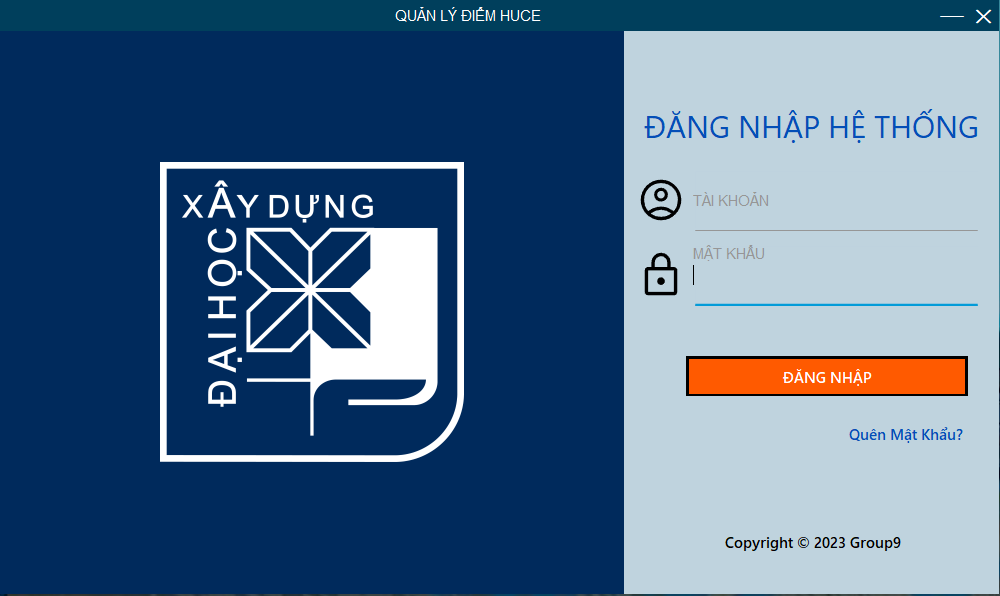 QUẢN LÝ ĐIỂM HUCE
XÂY DỰNG
ĐẠI HỌC
ĐĂNG NHẬP HỆ THỐNG
TÀI KHOẢN
MẬT KHẨU
ĐĂNG NHẬP
Quên Mật Khẩu?
Copyright © 2023 Group9